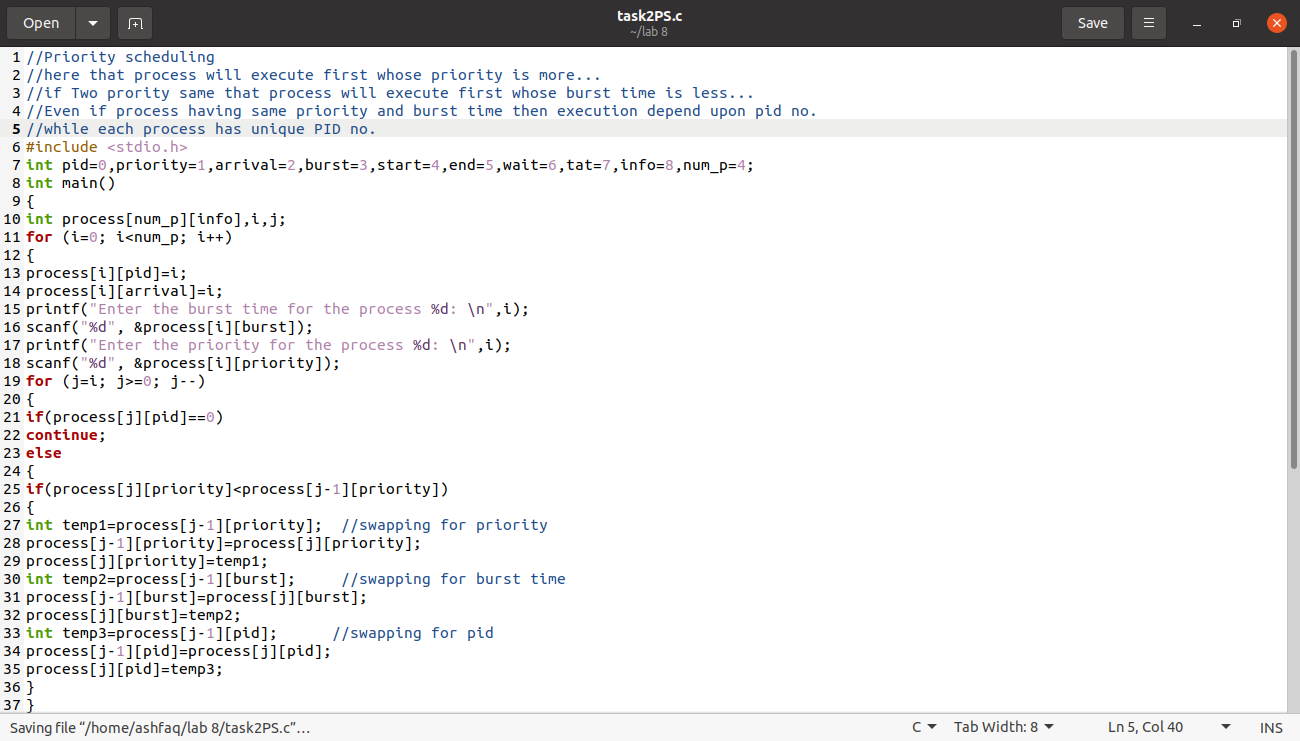 Open
task2PS.c
~/lab 8
Save
1 //Priority scheduling
2 //here that process will execute first whose priority is more...
3 //if Two prority same that process will execute first whose burst time is less...
4 //Even if process having same priority and burst time then execution depend upon pid no.
5 //while each process has unique PID no.
6 #include <stdio.h>
7 int pid=0,priority=1,arrival=2,burst=3,start=4,end=5,wait=6,tat=7,info=8,num_p=4;
8 int main()
9 {
10 int process[num_p][info],i,j;
11 for (i=0; i<num_p; i++)
12 {
13 process[i][pid]=i;
14 process[i][arrival]=i;
15 printf("Enter the burst time for the process %d: \n",i);
16 scanf("%d", &process[i][burst]);
17 printf("Enter the priority for the process %d: \n",i);
18 scanf("%d", &process[i][priority]);
19 for (j=i; j>=0; j--)
20 {
21 if(process[j][pid]==0)
22 continue;
23 else
24 {
25 if(process[j][priority]<process[j-1][priority])
26 {
27 int temp1=process[j-1][priority];  //swapping for priority
28 process[j-1][priority]=process[j][priority];
29 process[j][priority]=temp1;
30 int temp2=process[j-1][burst];     //swapping for burst time
31 process[j-1][burst]=process[j][burst];
32 process[j][burst]=temp2;
33 int temp3=process[j-1][pid];      //swapping for pid
34 process[j-1][pid]=process[j][pid];
35 process[j][pid]=temp3;
36 }
37 }
Saving file “/home/ashfaq/lab 8/task2PS.c”… C Tab Width: 8 Ln 5, Col 40 INS